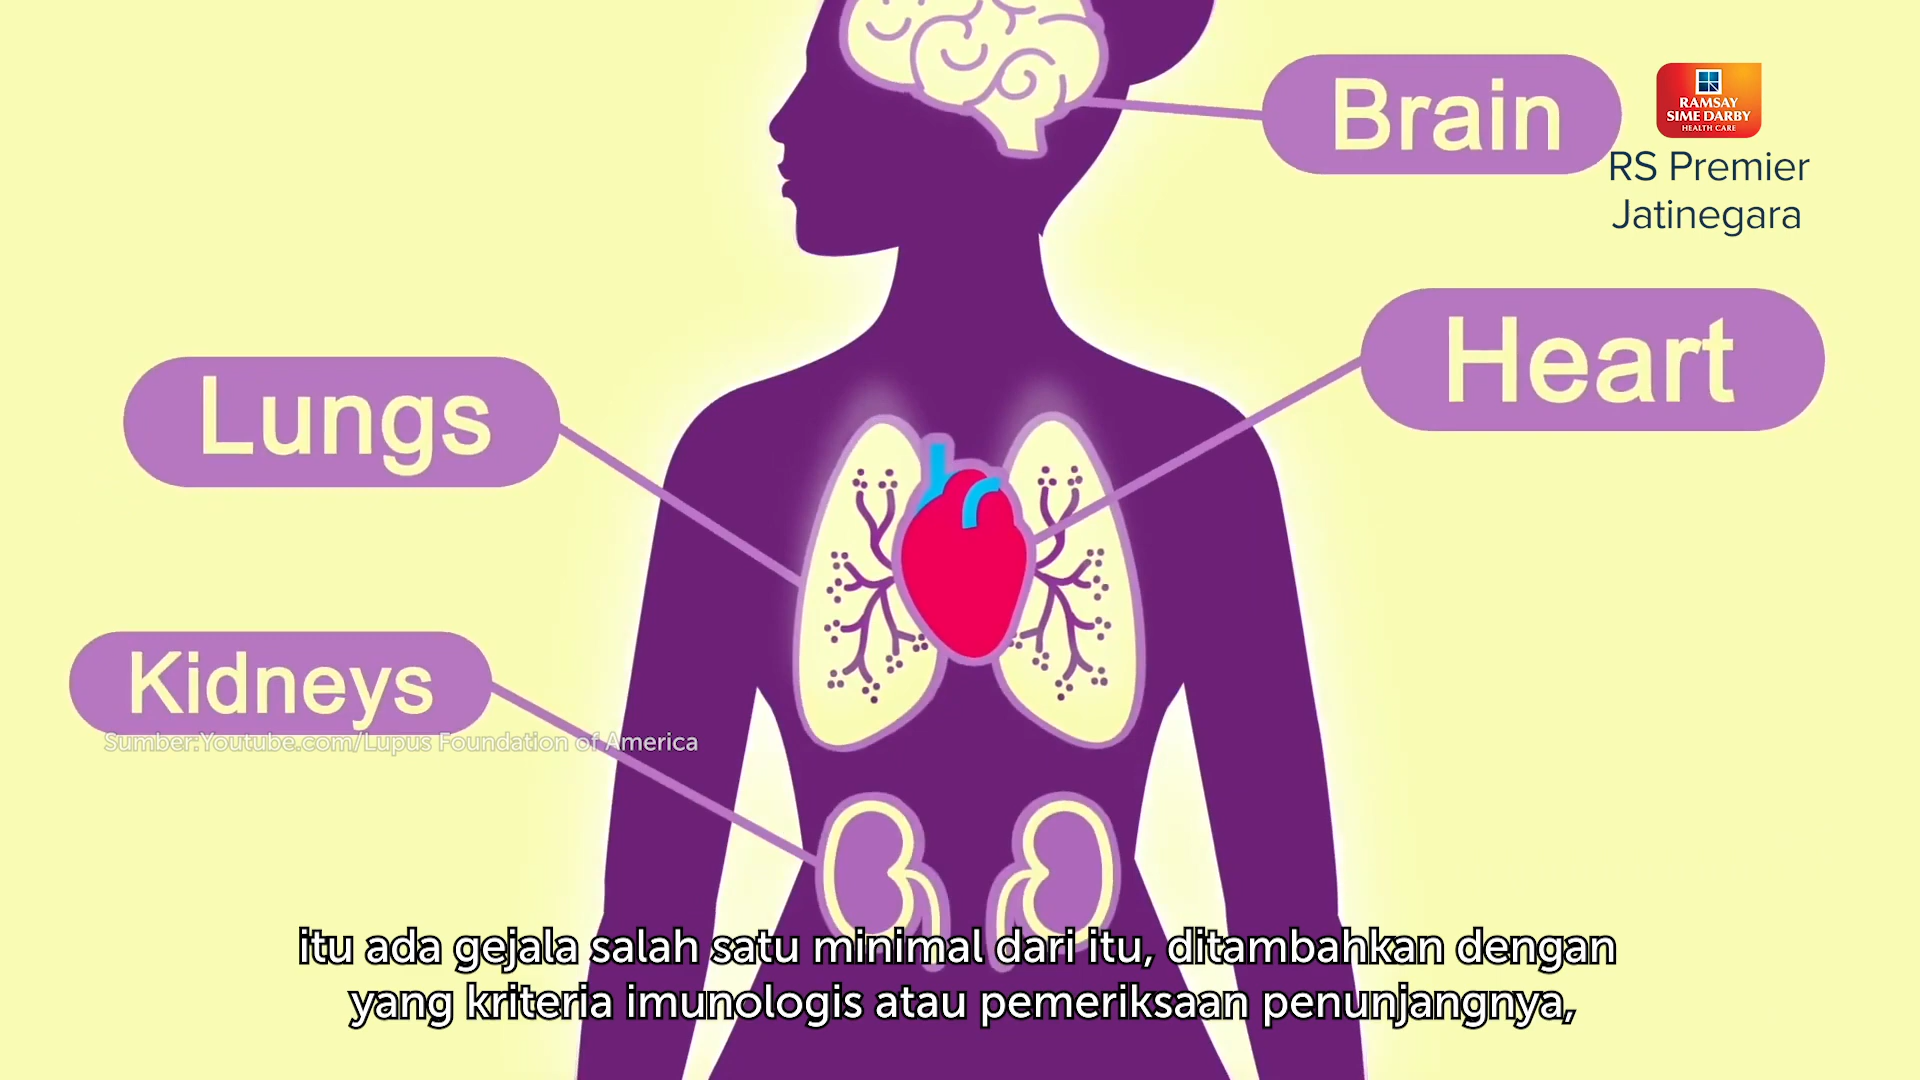 Brain
RAMSAY
SIME DARBY
HEALTH CARE
RS Premier
Jatinegara
Heart
Lungs
Kidneys
Sumber:Youtube.com/Lupus Foundation of America
itu ada gejala salah satu minimal dari itu, ditambahkan dengan
yang kriteria imunologis atau pemeriksaan penunjangnya,